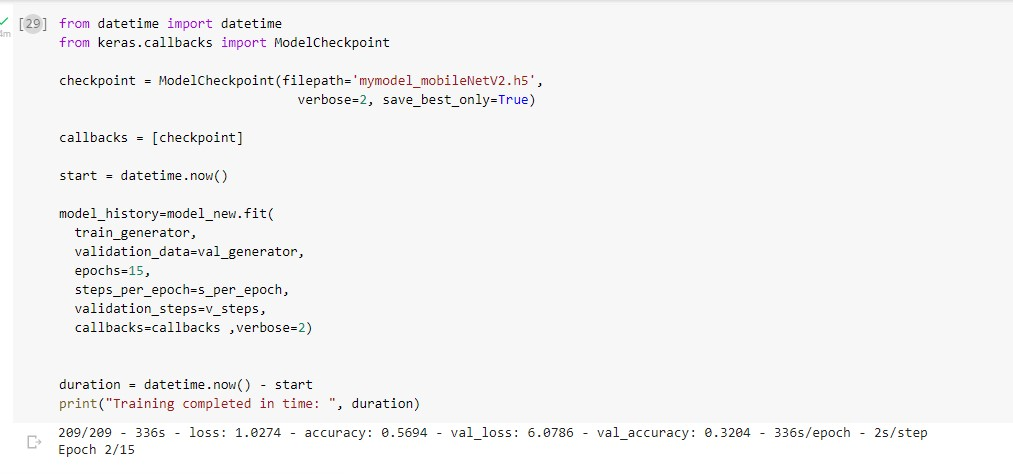 [29] from datetime import datetime
from keras.callbacks import ModelCheckpoint
checkpoint = ModelCheckpoint(filepath='mymodel_mobileNetV2.h5',
verbose=2, save_best_only=True)
callbacks = [checkpoint]
start = datetime.now()
model_history=model_new.fit(
train_generator,
validation_data=val_generator,
epochs=15,
steps_per_epoch=s_per_epoch,
validation_steps=v_steps,
callbacks=callbacks ,verbose=2)
duration = datetime.now() - start
print("Training completed in time: ", duration)
209/209 - 336s - loss: 1.0274 - accuracy: 0.5694 - val_loss: 6.0786 - val_accuracy: 0.3204 - 336s/epoch - 2s/step
Epoch 2/15